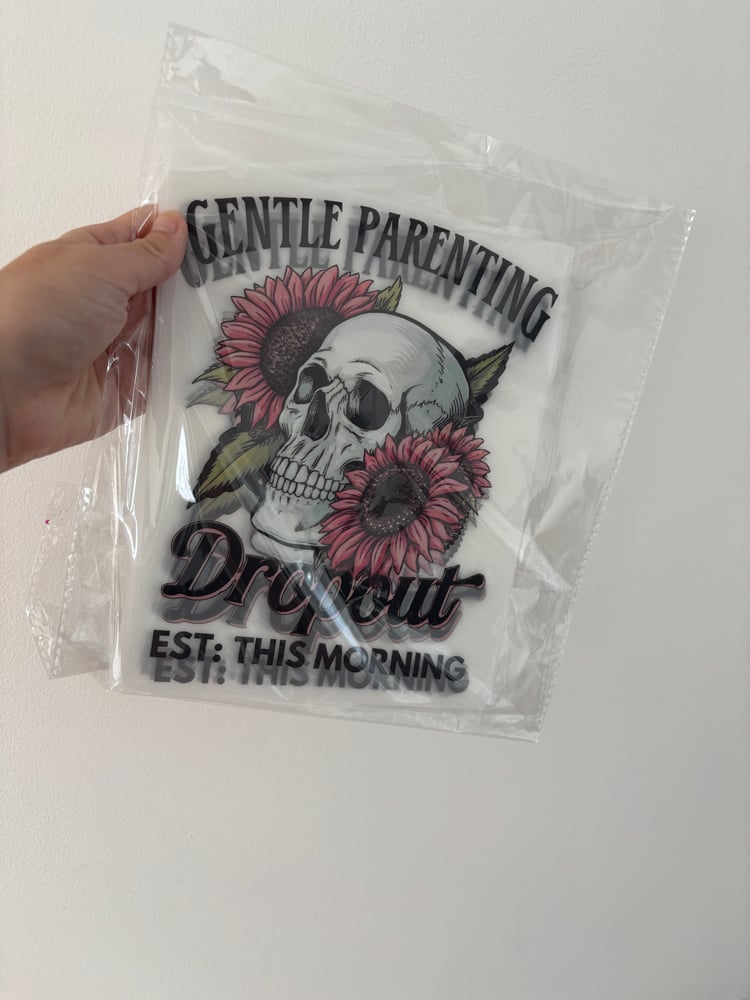 GENTLE PARENTING
Dropout
EST: THIS MORNING